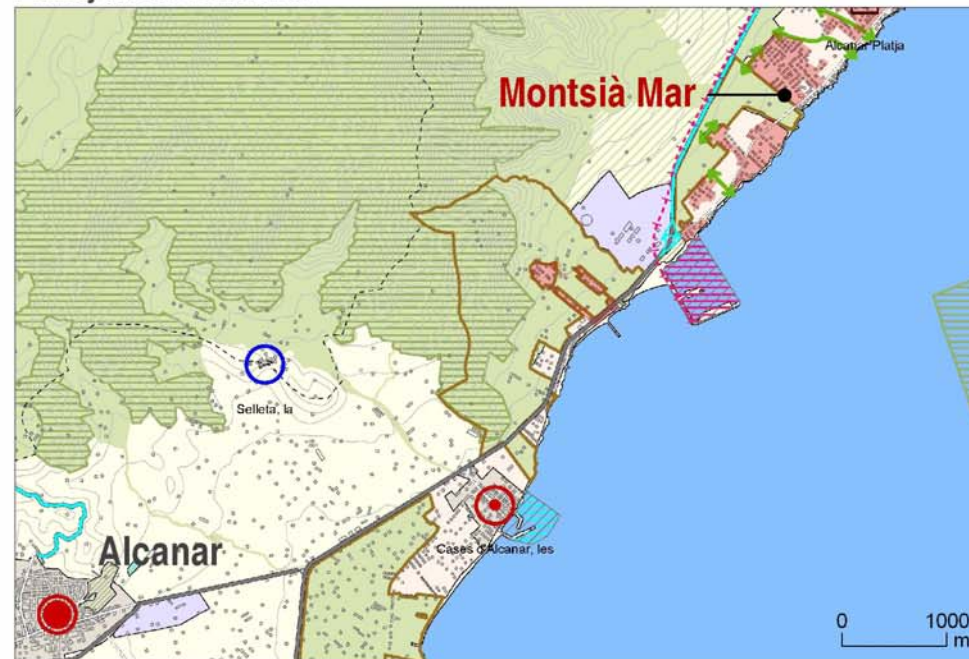 Alcanar Platja
Montsià Mar
Selleta, la
Cases d'Alcanar, les
Alcanar
0 1000
m